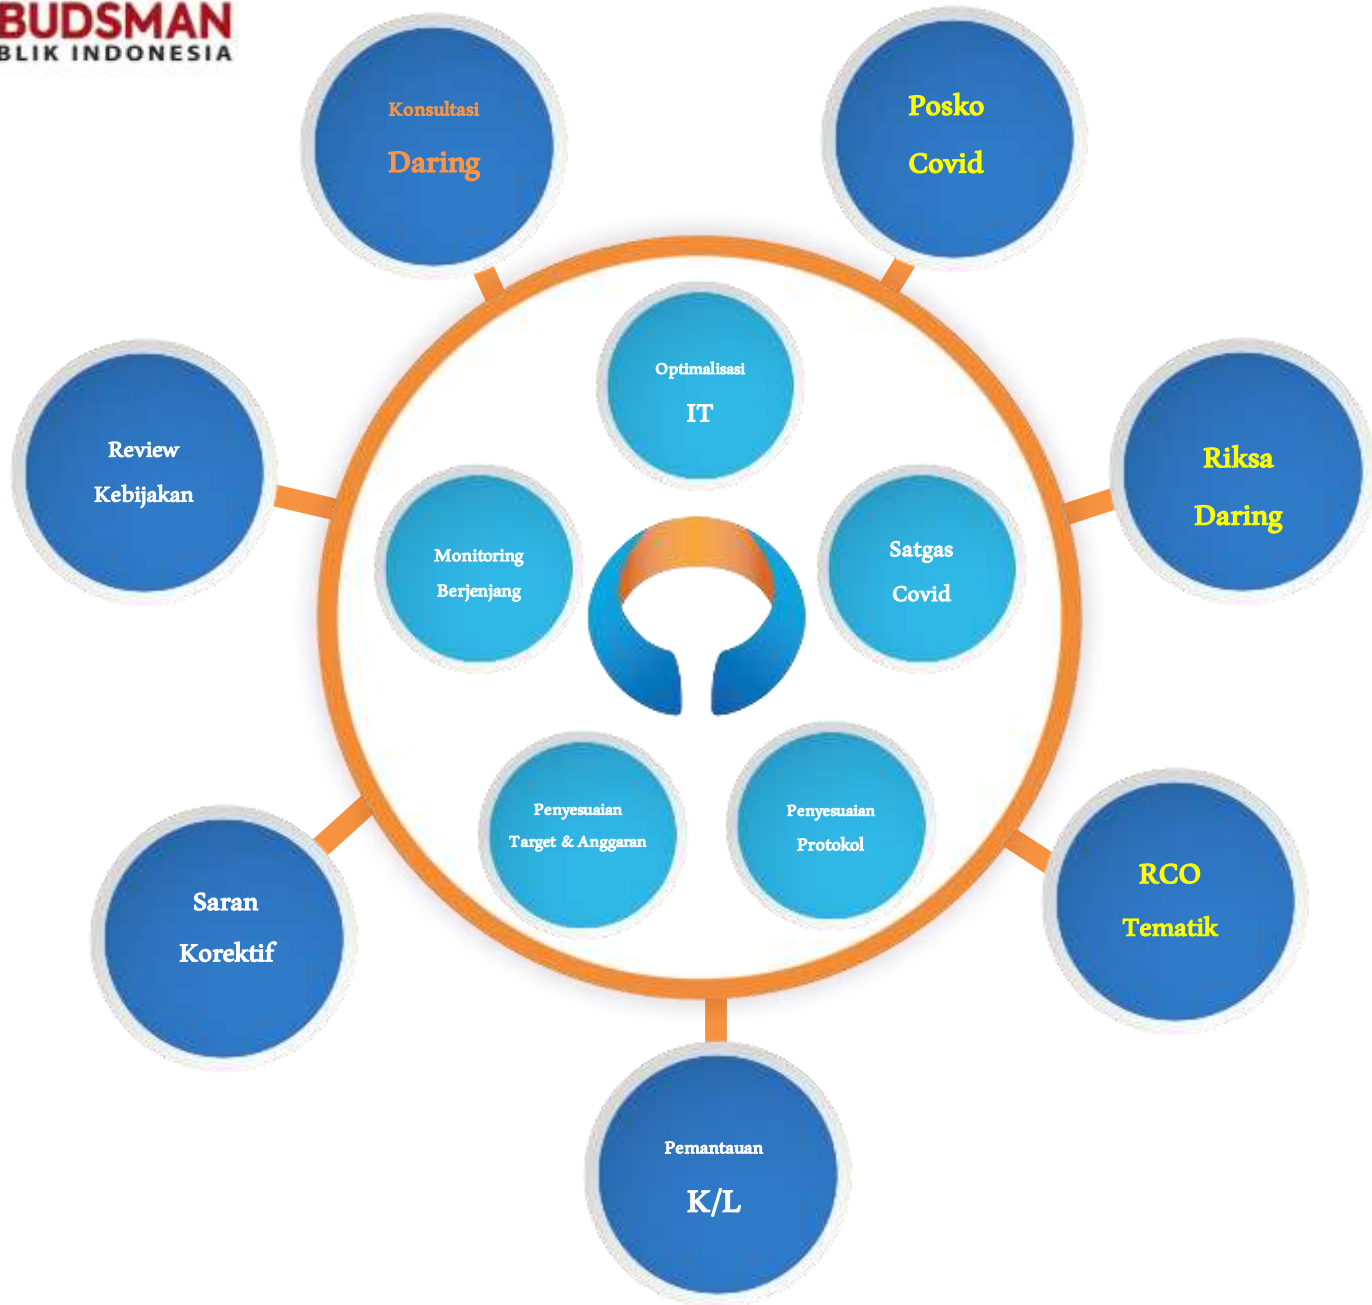 BUDSMAN
BLIK INDONESIA
Konsultasi
Daring
Posko
Covid
Optimalisasi
IT
Review
Kebijakan
Riksa
Daring
Monitoring
Berjenjang
Satgas
Covid
Penyesuaian
Target & Anggaran
Penyesuaian
Protokol
Saran
Korektif
RCO
Tematik
Pemantauan
K/L